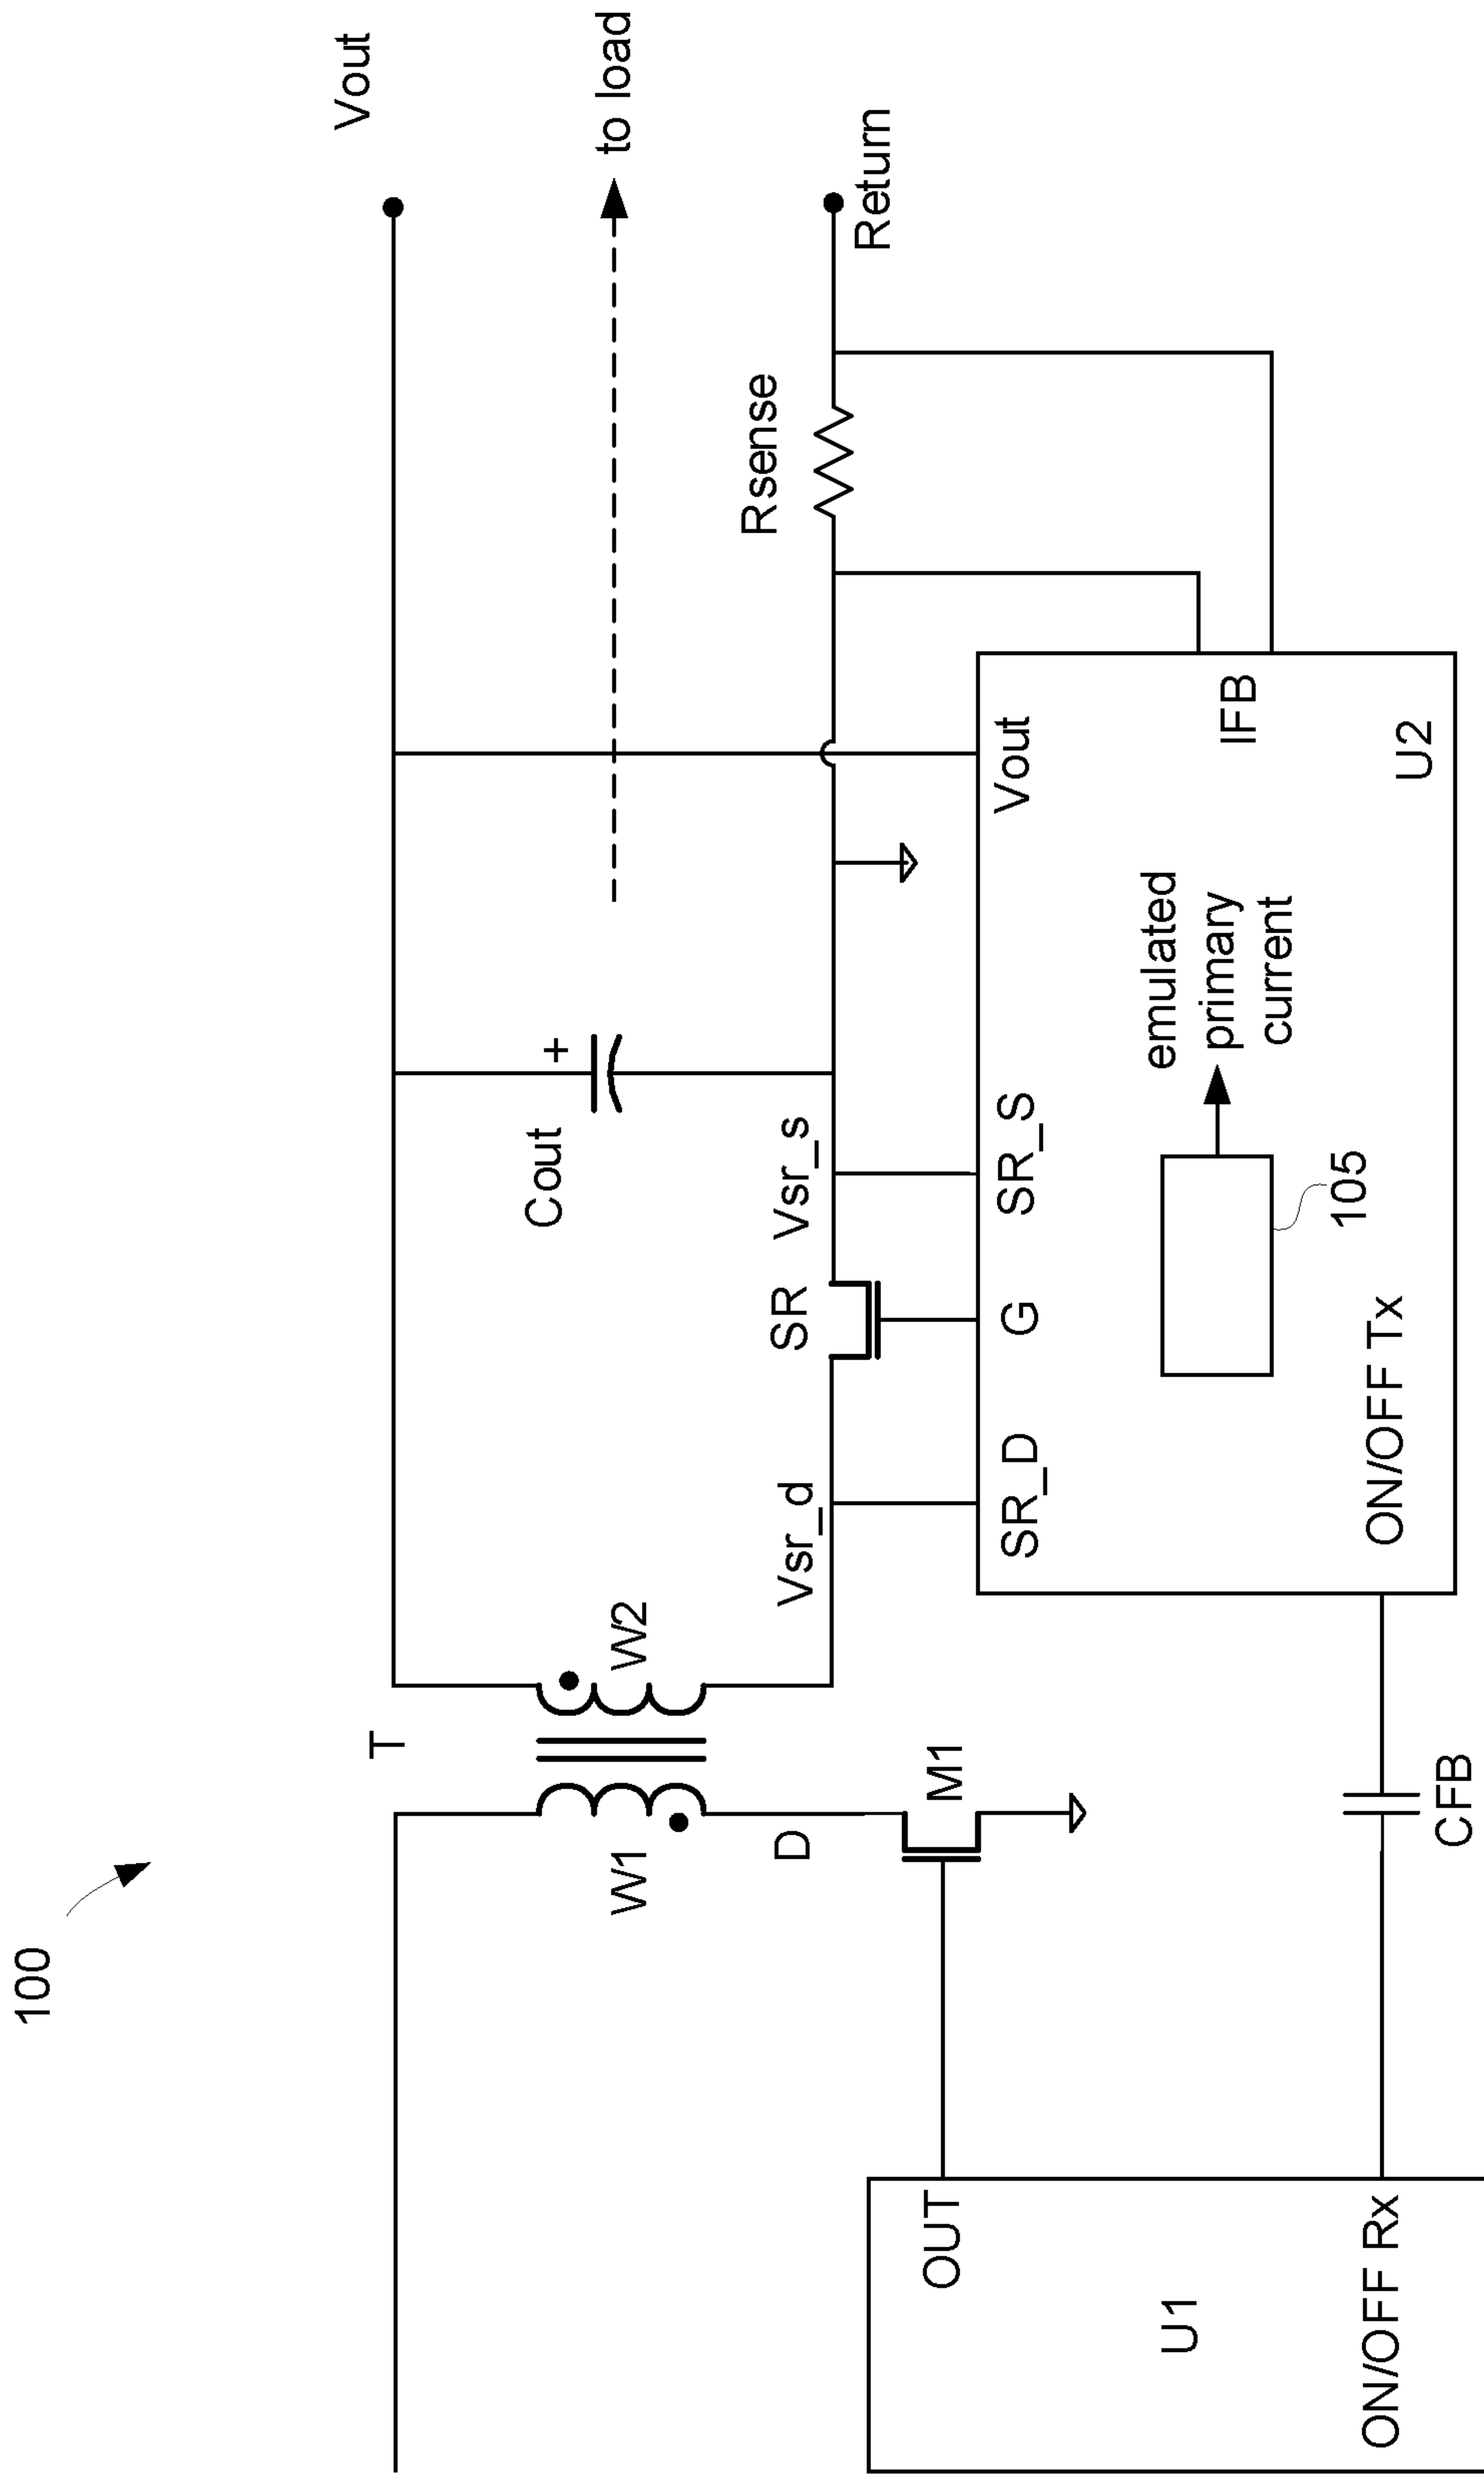 100
T
W1
W2
D
M1
OUT
U1
ON/OFF Rx
CFB
Vout
to load
Return
Rsense
Cout
+
Vsr_d
SR
Vsr_s
SR_D
G
SR_S
Vout
IFB
emulated
primary
current
105
ON/OFF Tx
U2